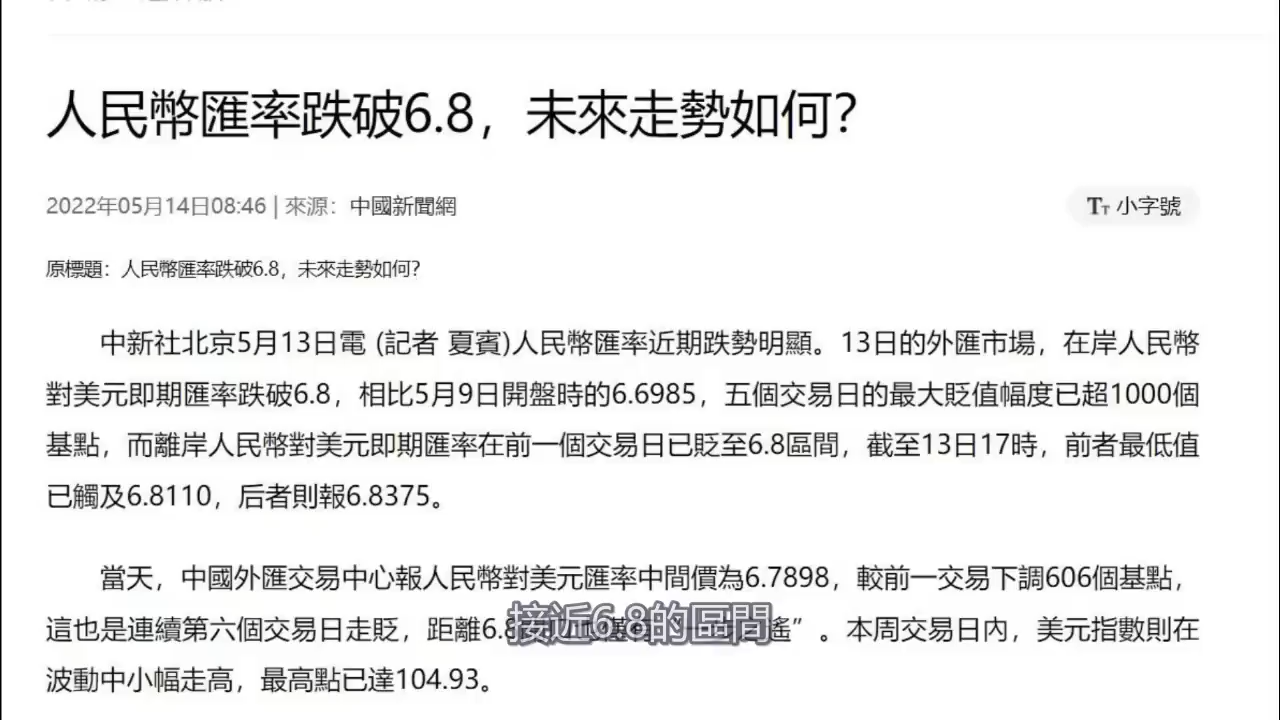 人民幣匯率跌破6.8，未來走勢如何？
2022年05月14日08:46 | 來源：中國新聞網
小字號
原標題：人民幣匯率跌破6.8，未來走勢如何？
中新社北京5月13日電 (記者 夏賓)人民幣匯率近期跌勢明顯。13日的外匯市場，在岸人民幣
對美元即期匯率跌破6.8，相比5月9日開盤時的6.6985，五個交易日的最大貶值幅度已超1000個
基點，而離岸人民幣對美元即期匯率在前一個交易日已貶至6.8區間，截至13日17時，前者最低值
已觸及6.8110，后者則報6.8375。
當天，中國外匯交易中心報人民幣對美元匯率中間價為6.7898，較前一交易下調606個基點，
這也是連續第六個交易日走貶，距離6.8 遙”。本周交易日內，美元指數則在
接近6.8的區間
波動中小幅走高，最高點已達104.93。